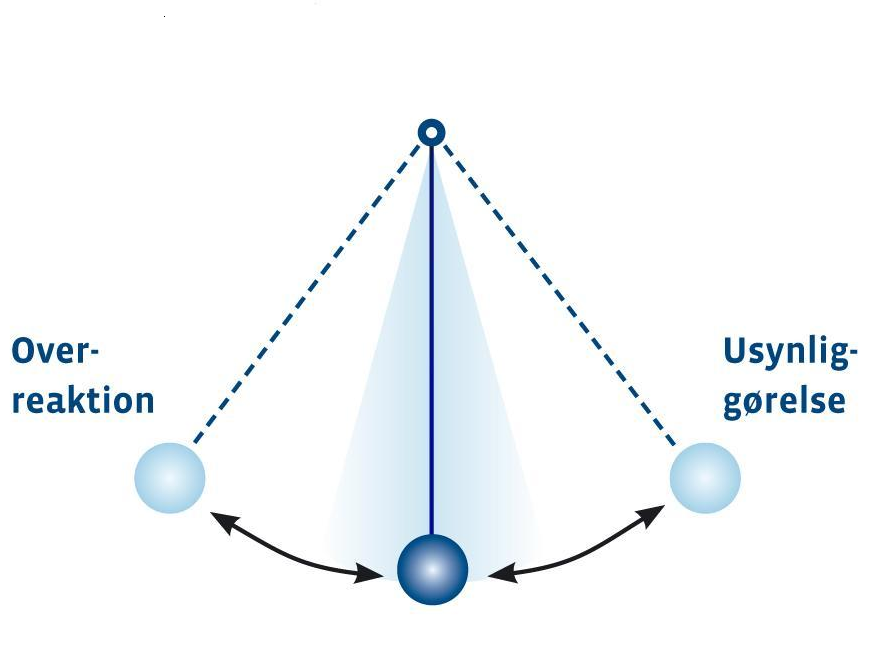 Over-
reaktion
Usynlig-
gørelse